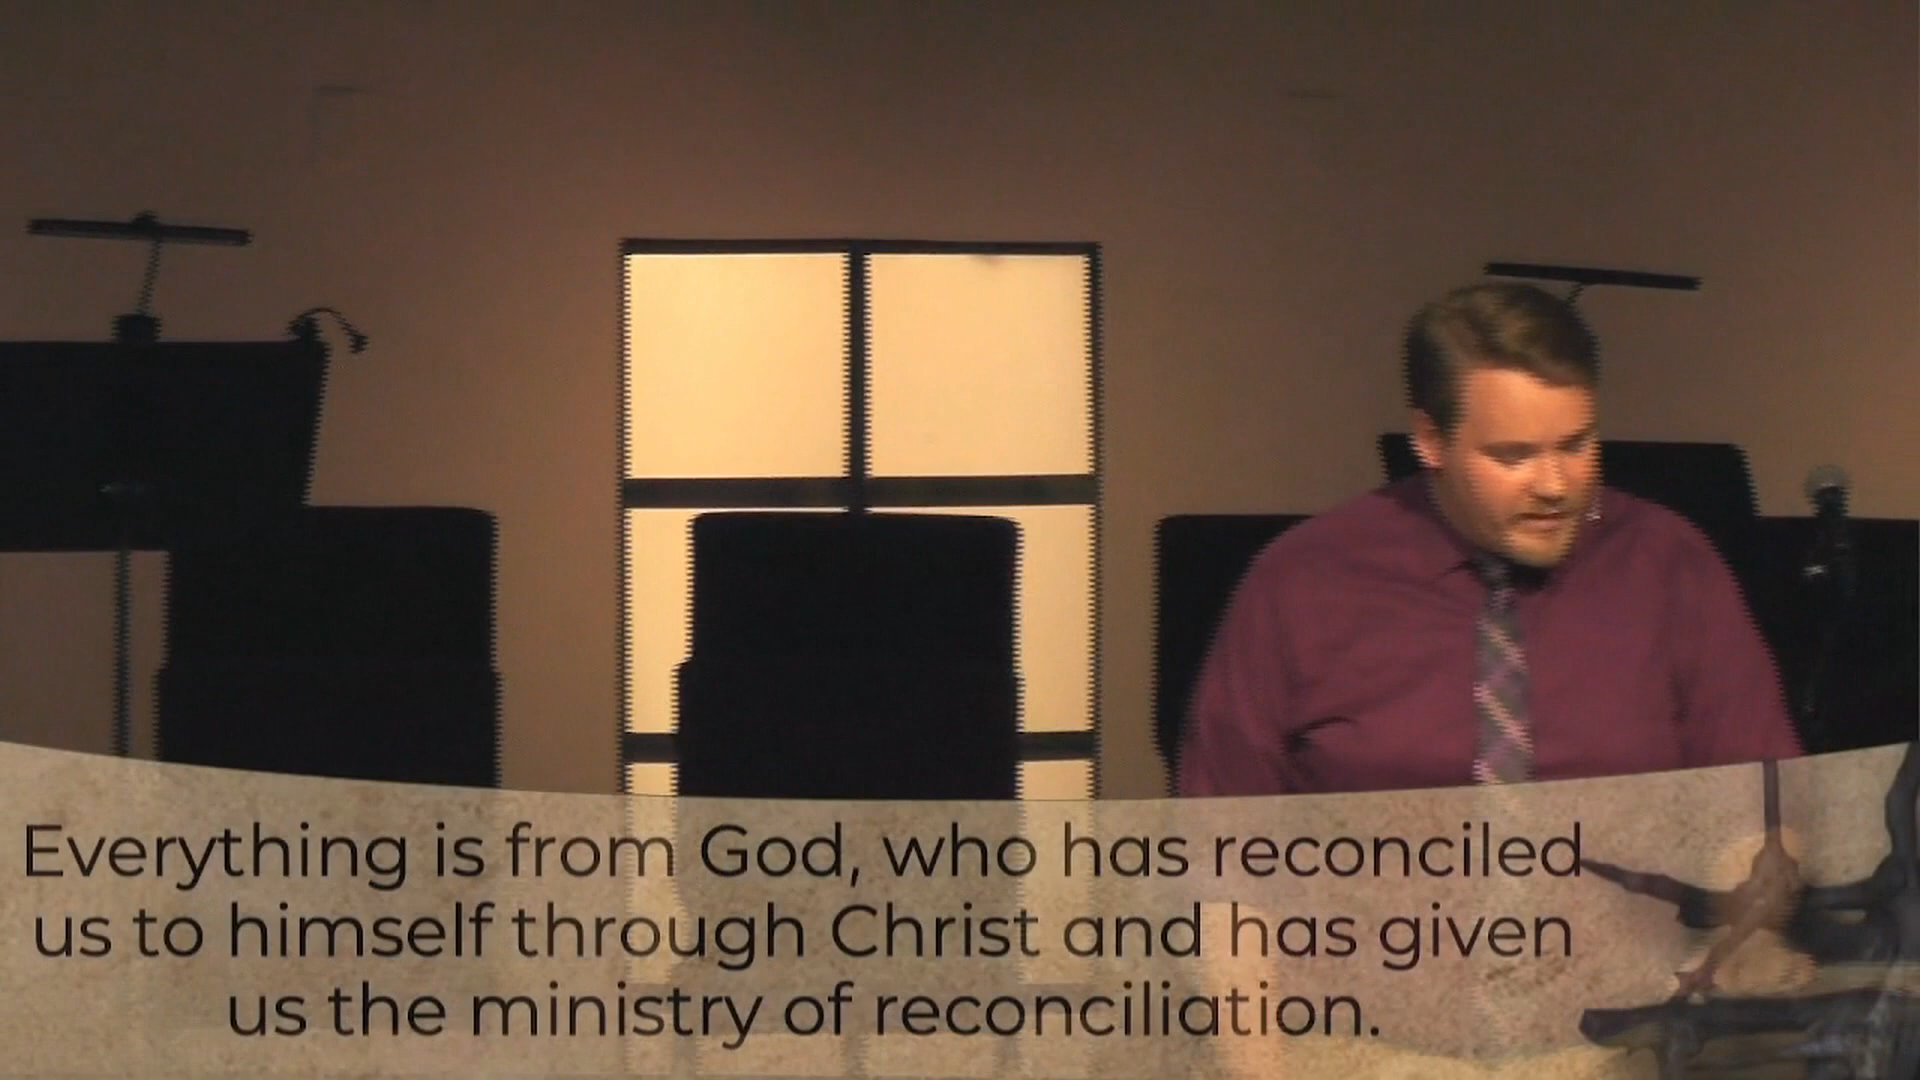 Everything is from God, who has reconciled
us to himself through Christ and has given
us the ministry of reconciliation.